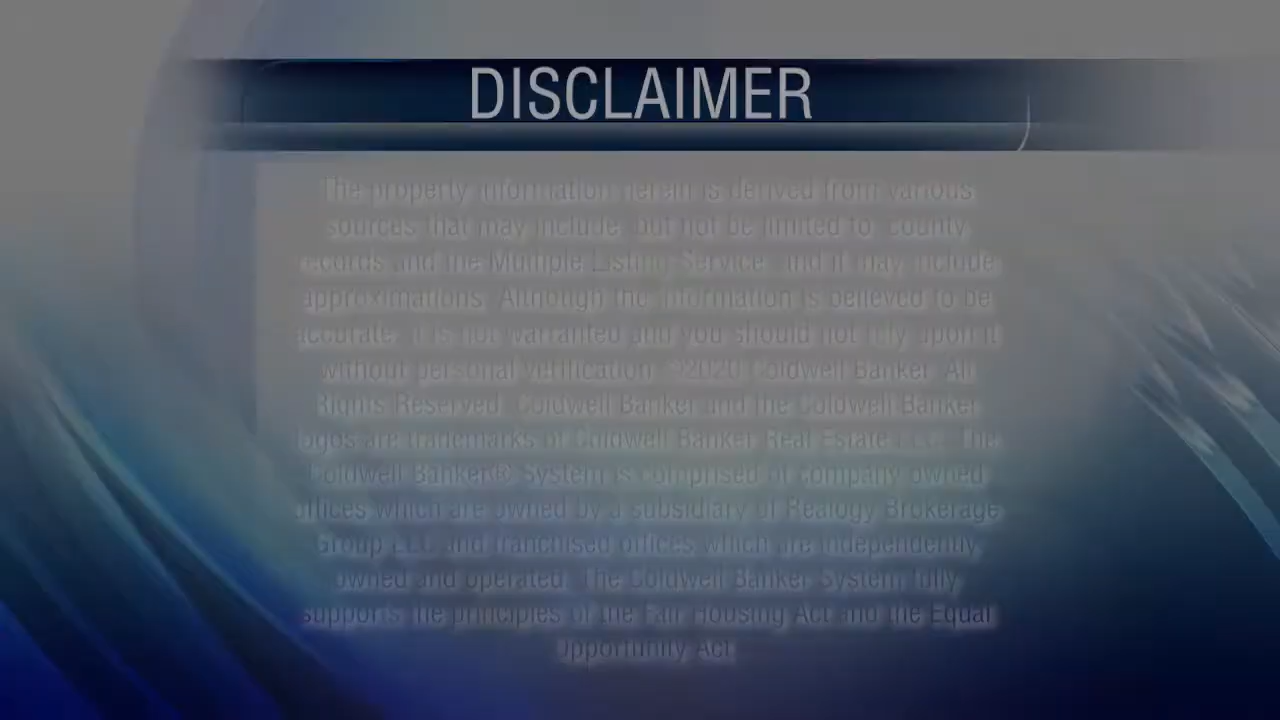 DISCLAIMER
The property information herein is derived from various
sources that may include, but not be limited to, county
records and the Multiple Listing Service, and it may include
approximations. Although the information is believed to be
accurate, it is not warranted and you should not rely upon it
without personal verification. ©2020 Coldwell Banker. All
Rights Reserved. Coldwell Banker and the Coldwell Banker
logos are trademarks of Coldwell Banker Real Estate LLC. The
Coldwell Banker® System is comprised of company owned
offices which are owned by a subsidiary of Realogy Brokerage
Group LLC and franchised offices which are independently
owned and operated. The Coldwell Banker System fully
supports the principles of the Fair Housing Act and the Equal
Opportunity Act.